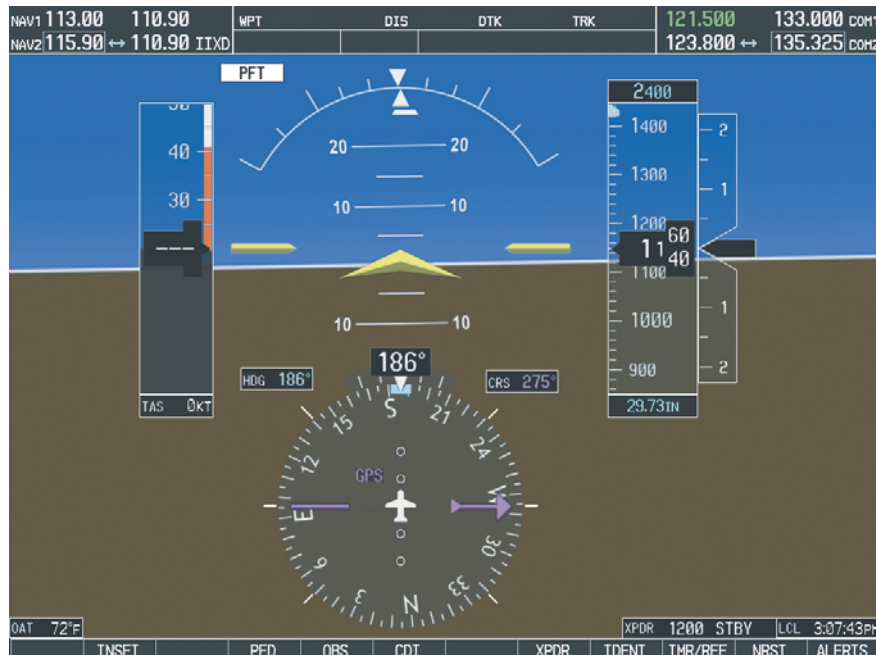 NAV1 113.00 110.90
NAV2 115.90 ↔ 110.90 IIXD
WPT DIS DTK TRK
121.500 133.000 COM1
123.800 ↔ 135.325 COM2
PFT
2400
1400
1300
1200
1100
1000
900
11 60 40
29.73IN
2
1
1
2
40
30
---
TAS 0KT
20 20
10 10
10 10
186°
HDG 186°
CRS 275°
GPS
S 21 24 W 30 33 N 3 6 E 12 15
OAT 72°F
XPDR 1200 STBY LCL 3:07:43PM
INSET PFD OBS CDI XPDR IDENT TMR/REF NRST ALERTS